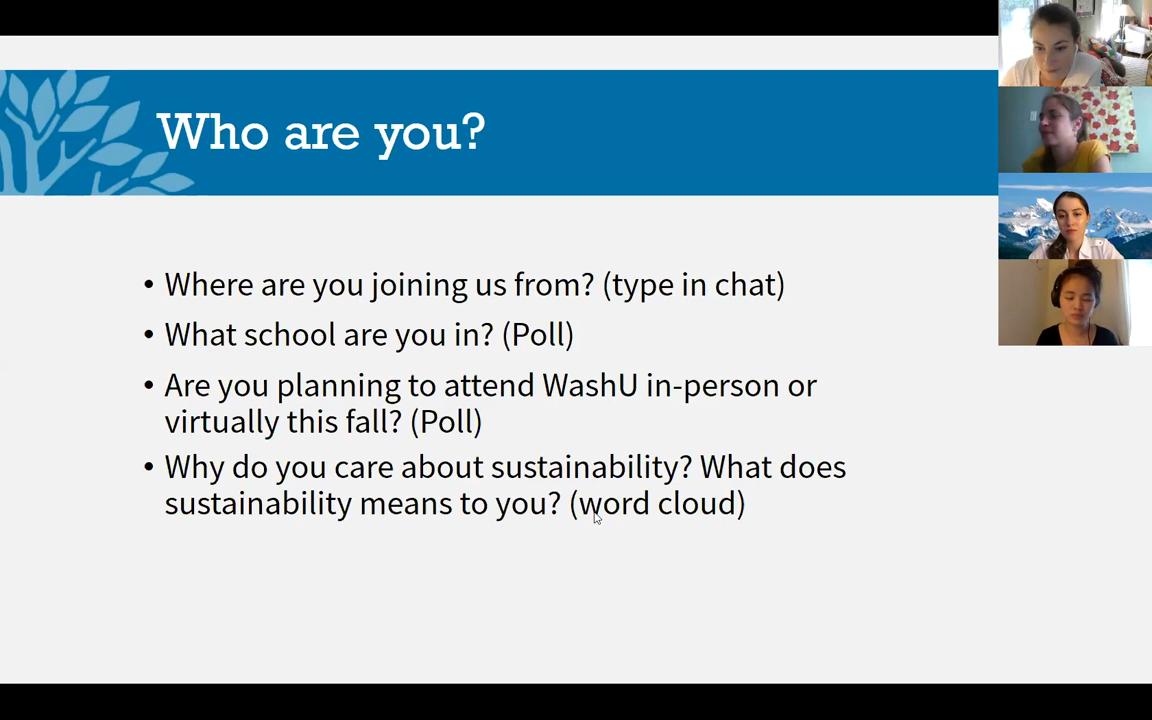 Who are you?
• Where are you joining us from? (type in chat)
• What school are you in? (Poll)
• Are you planning to attend WashU in-person or
virtually this fall? (Poll)
• Why do you care about sustainability? What does
sustainability means to you? (word cloud)